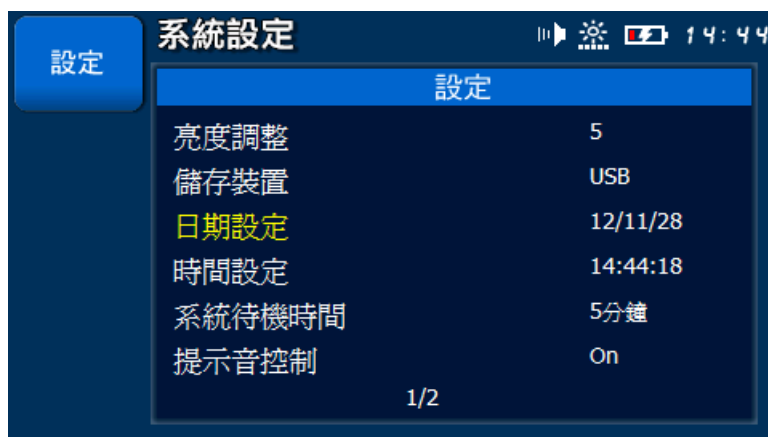 設定
系統設定 14:44
設定
亮度調整 5
儲存裝置 USB
日期設定 12/11/28
時間設定 14:44:18
系統待機時間 5分鐘
提示音控制 On
1/2